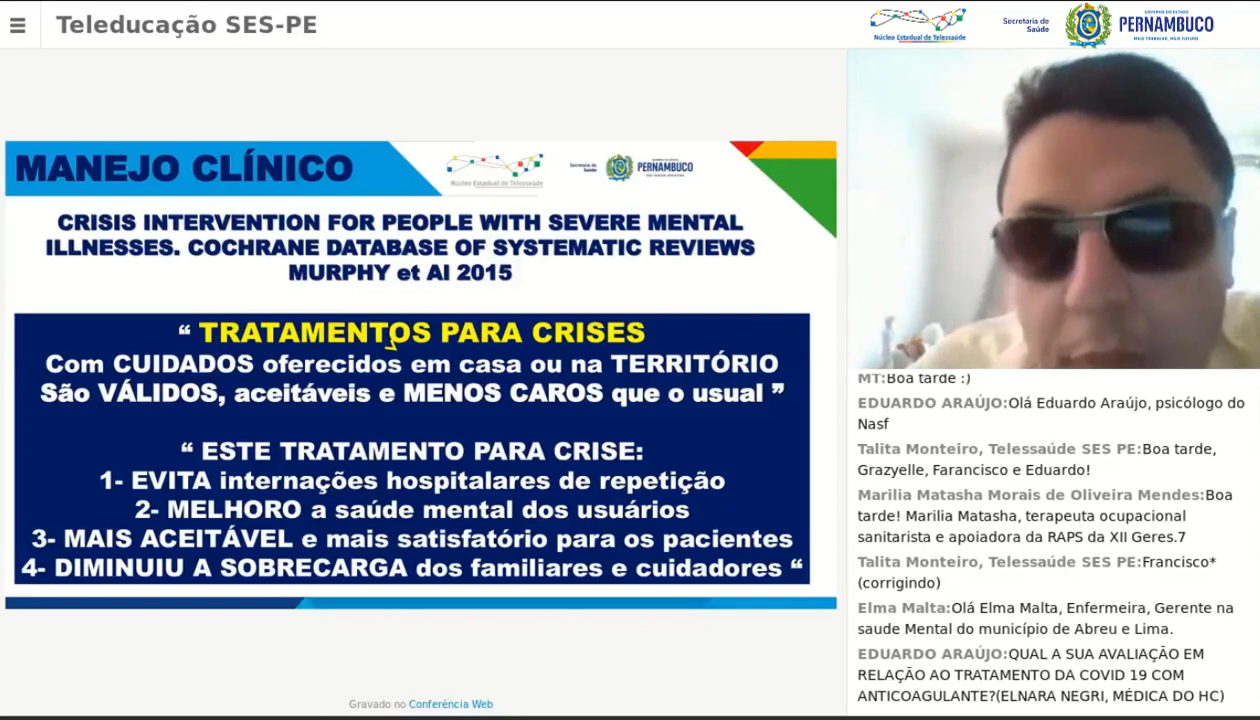 Teleducação SES-PE
Núcleo Estadual de Telessaúde
Secretaria de
Saúde
GOVERNO DO ESTADO
PERNAMBUCO
MAIS TRABALHO, MAIS FUTURO
MANEJO CLÍNICO
Núcleo Estadual de Telessaúde
Secretaria de
Saúde
PERNAMBUCO
CRISIS INTERVENTION FOR PEOPLE WITH SEVERE MENTAL
ILLNESSES. COCHRANE DATABASE OF SYSTEMATIC REVIEWS
MURPHY et Al 2015
“ TRATAMENTOS PARA CRISES
Com CUIDADOS oferecidos em casa ou na TERRITÓRIO
São VÁLIDOS, aceitáveis e MENOS CAROS que o usual ”
“ ESTE TRATAMENTO PARA CRISE:
1- EVITA internações hospitalares de repetição
2- MELHORO a saúde mental dos usuários
3- MAIS ACEITÁVEL e mais satisfatório para os pacientes
4- DIMINUIU A SOBRECARGA dos familiares e cuidadores “
Gravado no Conferência Web
MT:Boa tarde :)
EDUARDO ARAÚJO:Olá Eduardo Araújo, psicólogo do
Nasf
Talita Monteiro, Telessaúde SES PE:Boa tarde,
Grazyelle, Farancisco e Eduardo!
Marilia Matasha Morais de Oliveira Mendes:Boa
tarde! Marilia Matasha, terapeuta ocupacional
sanitarista e apoiadora da RAPS da XII Geres.7
Talita Monteiro, Telessaúde SES PE:Francisco*
(corrigindo)
Elma Malta:Olá Elma Malta, Enfermeira, Gerente na
saude Mental do município de Abreu e Lima.
EDUARDO ARAÚJO:QUAL A SUA AVALIAÇÃO EM
RELAÇÃO AO TRATAMENTO DA COVID 19 COM
ANTICOAGULANTE?(ELNARA NEGRI, MÉDICA DO HC)